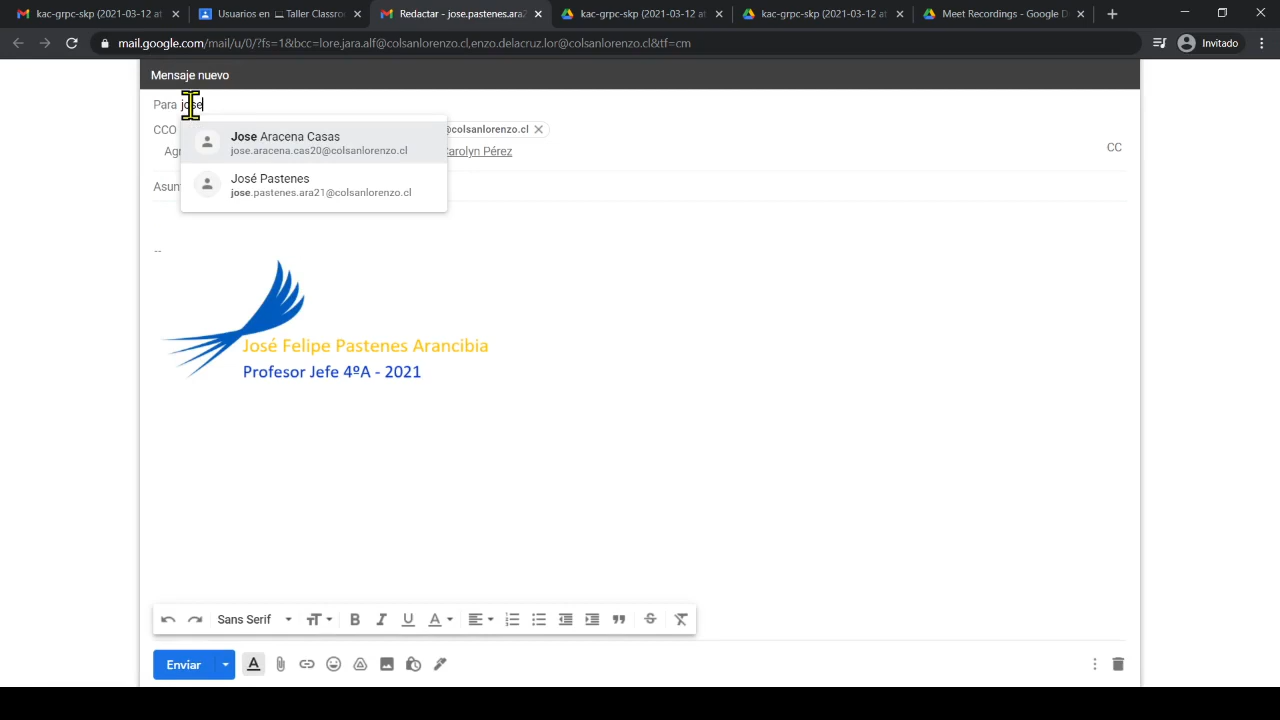 kac-grpc-skp (2021-03-12 at
Usuarios en Taller Classro
Redactar - jose.pastenes.ara2
kac-grpc-skp (2021-03-12 at
kac-grpc-skp (2021-03-12 at
Meet Recordings - Google D
mail.google.com/mail/u/0/?fs=1&bcc=lore.jara.alf@colsanlorenzo.cl,enzo.delacruz.lor@colsanlorenzo.cl&tf=cm
Invitado
Mensaje nuevo
Para jose
CCO
@colsanlorenzo.cl
Jose Aracena Casas
jose.aracena.cas20@colsanlorenzo.cl
Carolyn Pérez
CC
José Pastenes
jose.pastenes.ara21@colsanlorenzo.cl
--
José Felipe Pastenes Arancibia
Profesor Jefe 4ºA - 2021
Sans Serif
Enviar